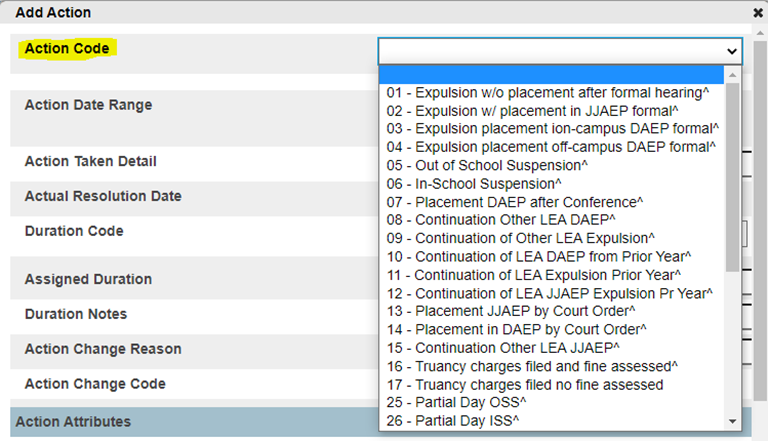 Add Action
Action Code
01 - Expulsion w/o placement after formal hearing^
02 - Expulsion w/ placement in JJAEP formal^
03 - Expulsion placement ion-campus DAEP formal^
04 - Expulsion placement off-campus DAEP formal^
05 - Out of School Suspension^
06 - In-School Suspension^
07 - Placement DAEP after Conference^
08 - Continuation Other LEA DAEP^
09 - Continuation of Other LEA Expulsion^
10 - Continuation of LEA DAEP from Prior Year^
11 - Continuation of LEA Expulsion Prior Year^
12 - Continuation of LEA JJAEP Expulsion Pr Year^
13 - Placement JJAEP by Court Order^
14 - Placement in DAEP by Court Order^
15 - Continuation Other LEA JJAEP^
16 - Truancy charges filed and fine assessed^
17 - Truancy charges filed no fine assessed
25 - Partial Day OSS^
26 - Partial Day ISS^
Action Date Range
Action Taken Detail
Actual Resolution Date
Duration Code
Assigned Duration
Duration Notes
Action Change Reason
Action Change Code
Action Attributes